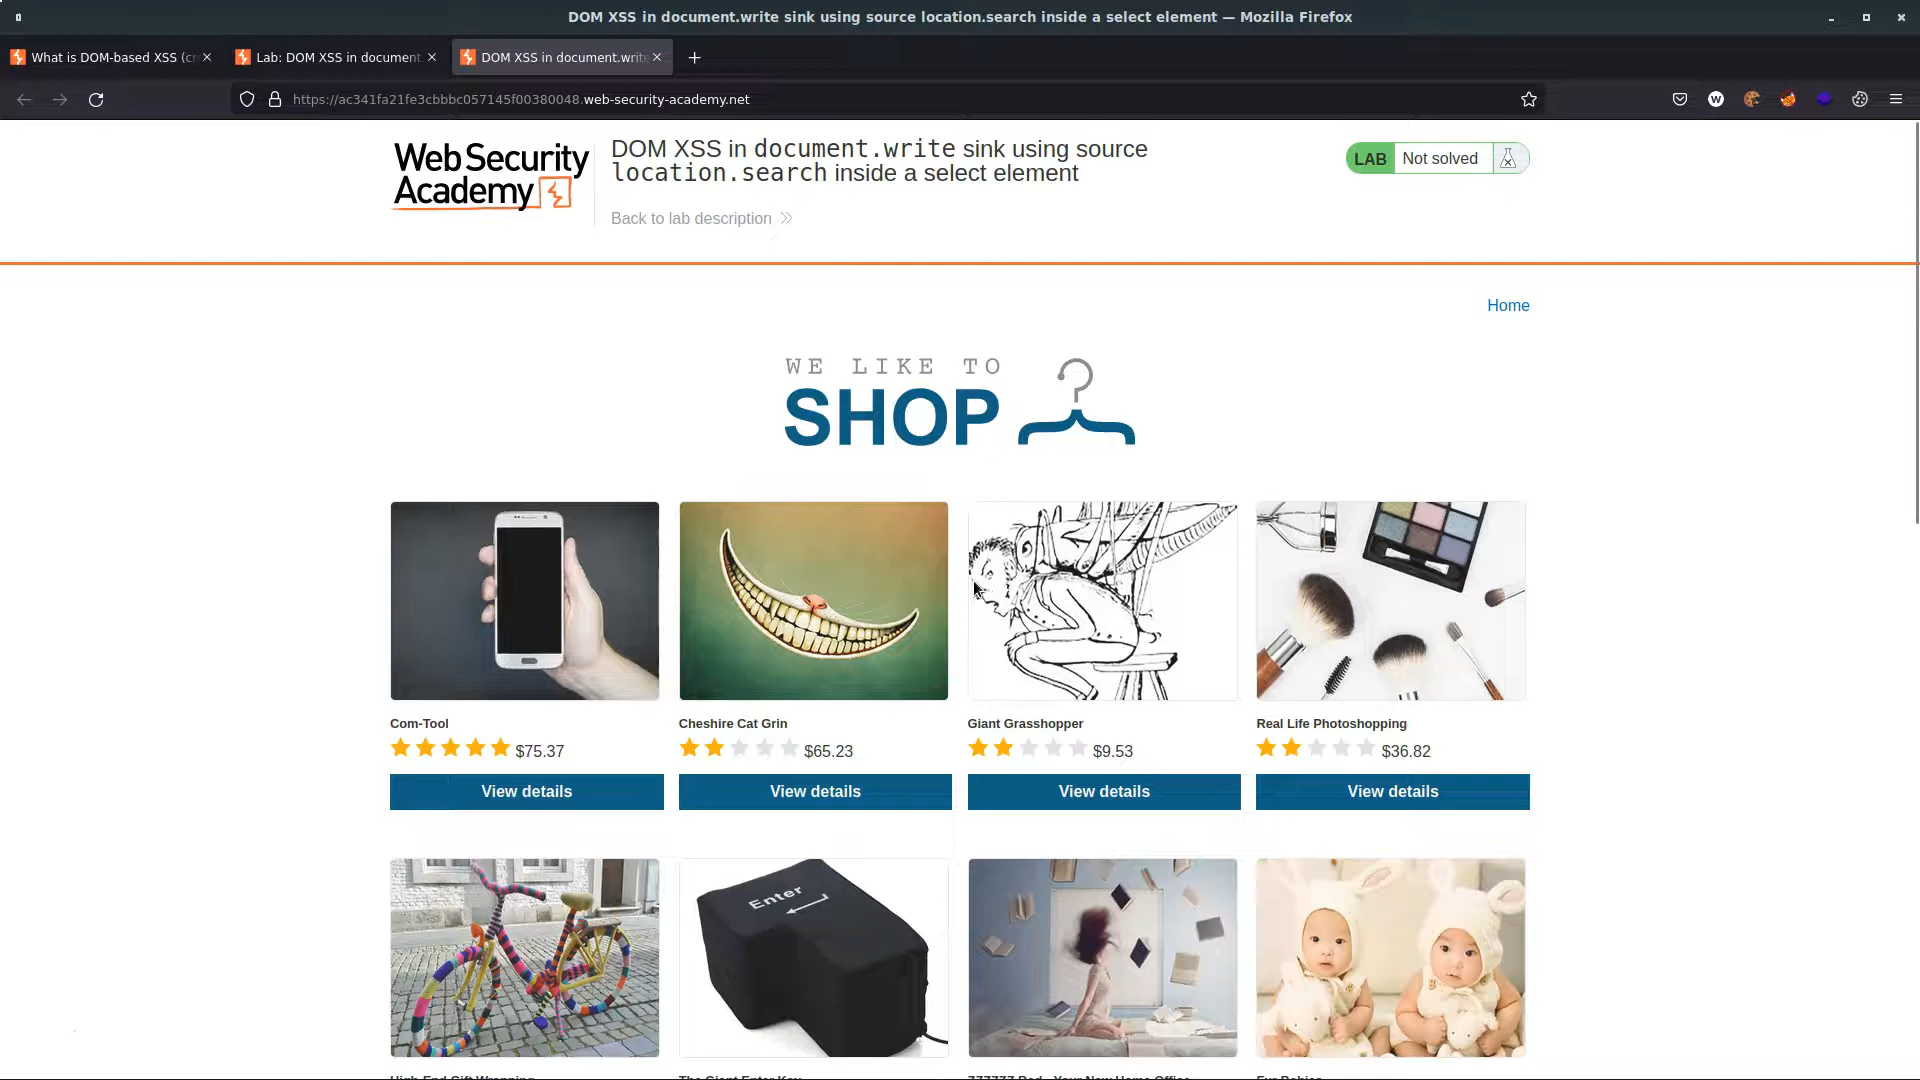 DOM XSS in document.write sink using source location.search inside a select element — Mozilla Firefox
What is DOM-based XSS (cr
Lab: DOM XSS in document.
DOM XSS in document.write
https://ac341fa21fe3cbbbc057145f00380048.web-security-academy.net
W
Web Security
Academy
DOM XSS in document.write sink using source
location.search inside a select element
Back to lab description
LAB Not solved
Home
WE LIKE TO
SHOP
Com-Tool
$75.37
View details
Cheshire Cat Grin
$65.23
View details
Giant Grasshopper
$9.53
View details
Real Life Photoshopping
$36.82
View details
Enter
High-End Gift Wrapping
The Giant Enter Key
ZZZZZZ Bed - Your New Home Office
Fur Babies